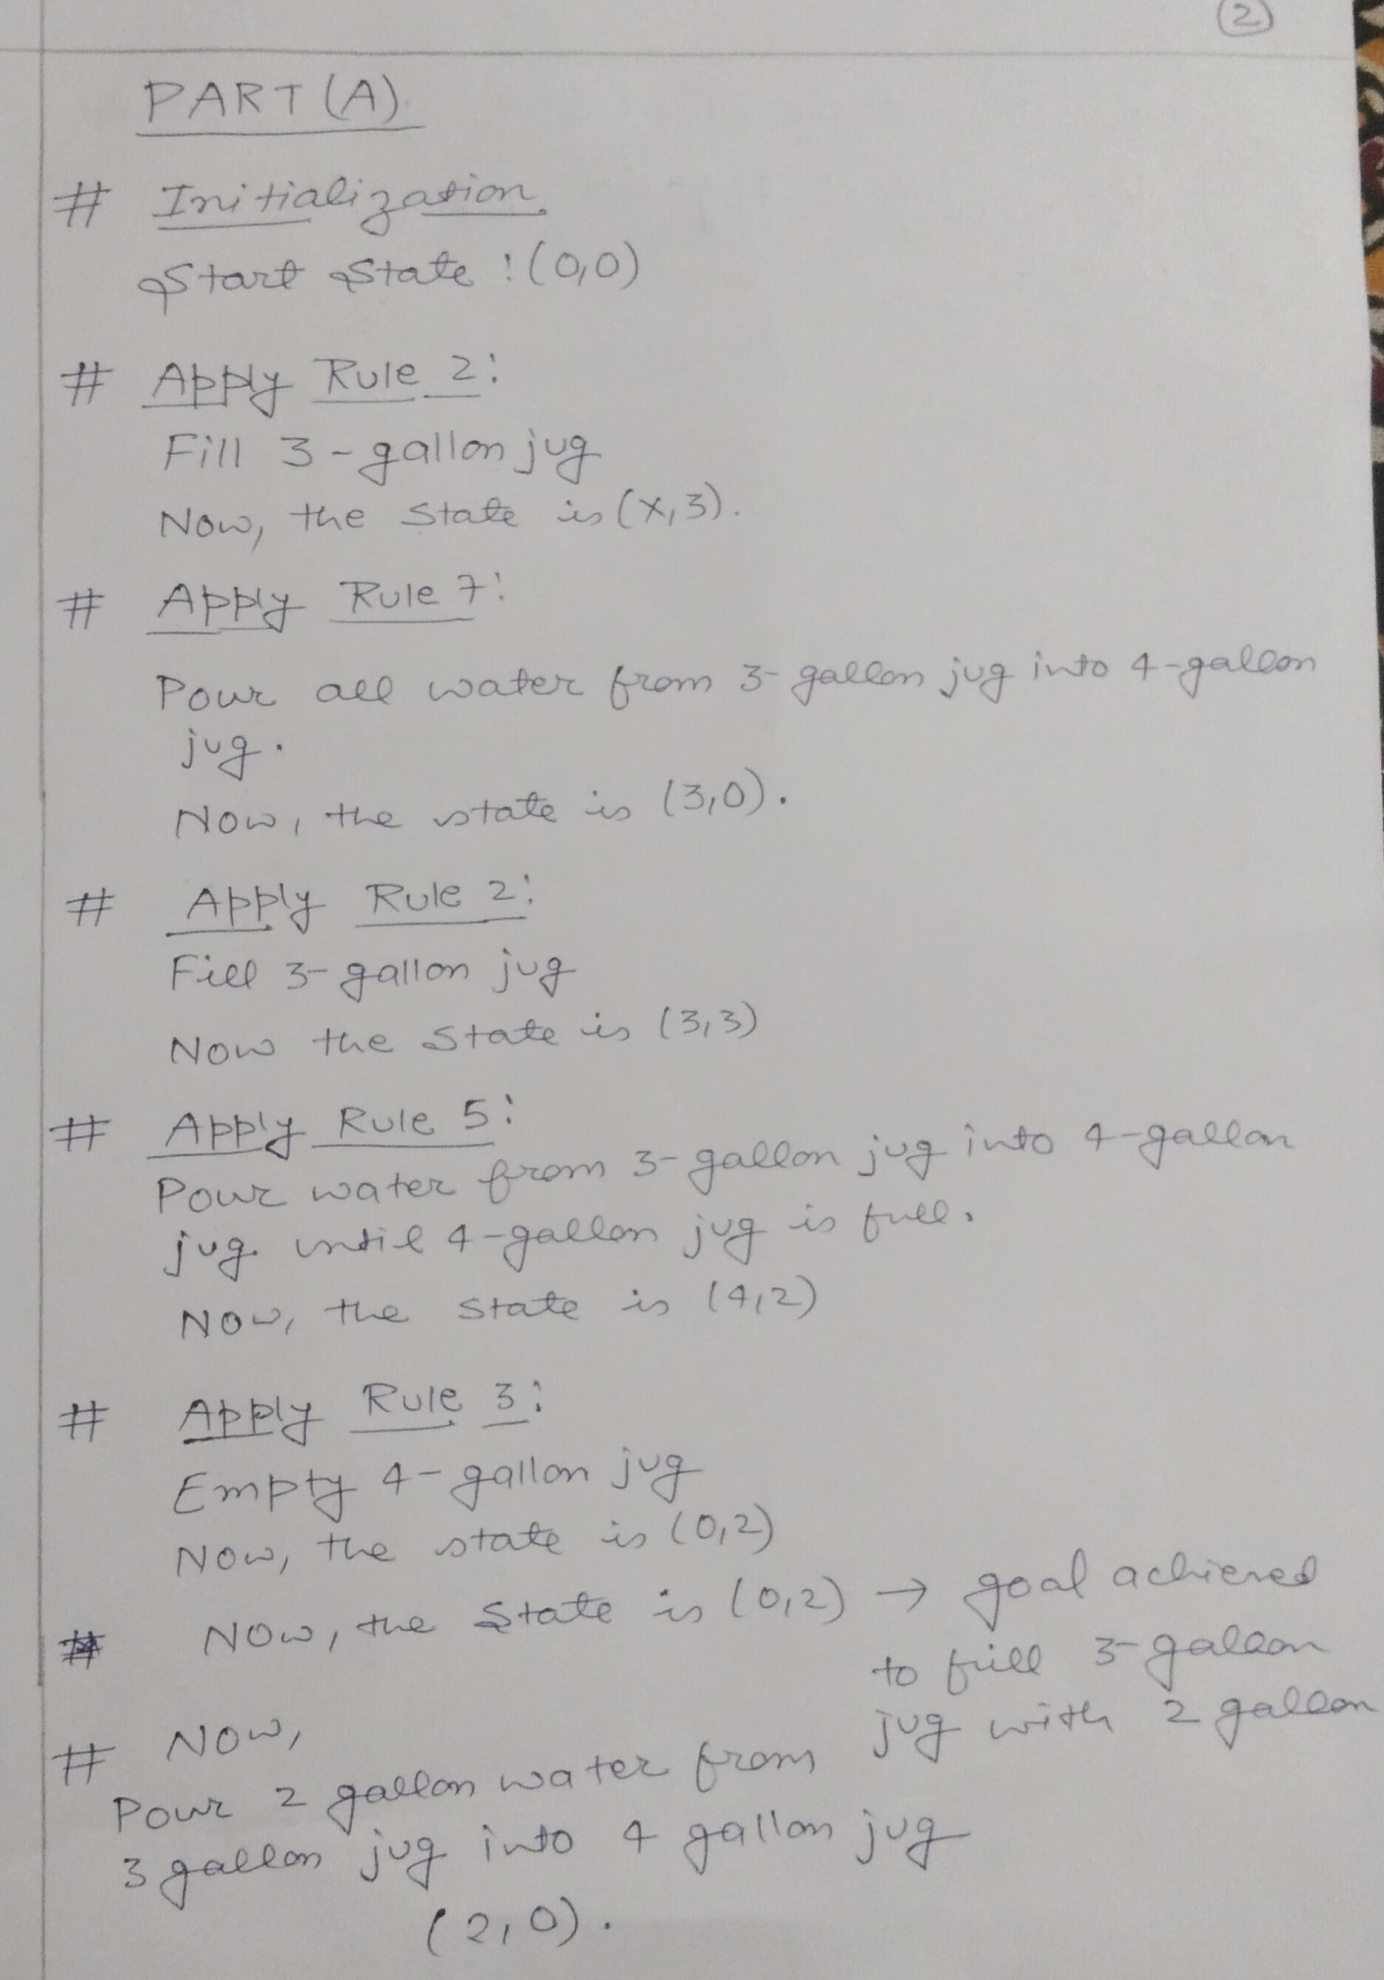 2
PART (A)
# Initialization
Start State : (0,0)
# Apply Rule 2:
Fill 3-gallon jug
Now, the state is (x,3).
# Apply Rule 7:
Pour all water from 3-gallon jug into 4-gallon
jug.
Now, the state is (3,0).
# Apply Rule 2:
Fill 3-gallon jug
Now the state is (3,3)
# Apply Rule 5:
Pour water from 3-gallon jug into 4-gallon
jug until 4-gallon jug is full.
Now, the state is (4,2)
# Apply Rule 3:
Empty 4-gallon jug
Now, the state is (0,2)
# Now, the state is (0,2) → goal achieved
to fill 3-gallon
jug with 2 gallon
# Now,
Pour 2 gallon water from
3 gallon jug into 4 gallon jug
(2,0).